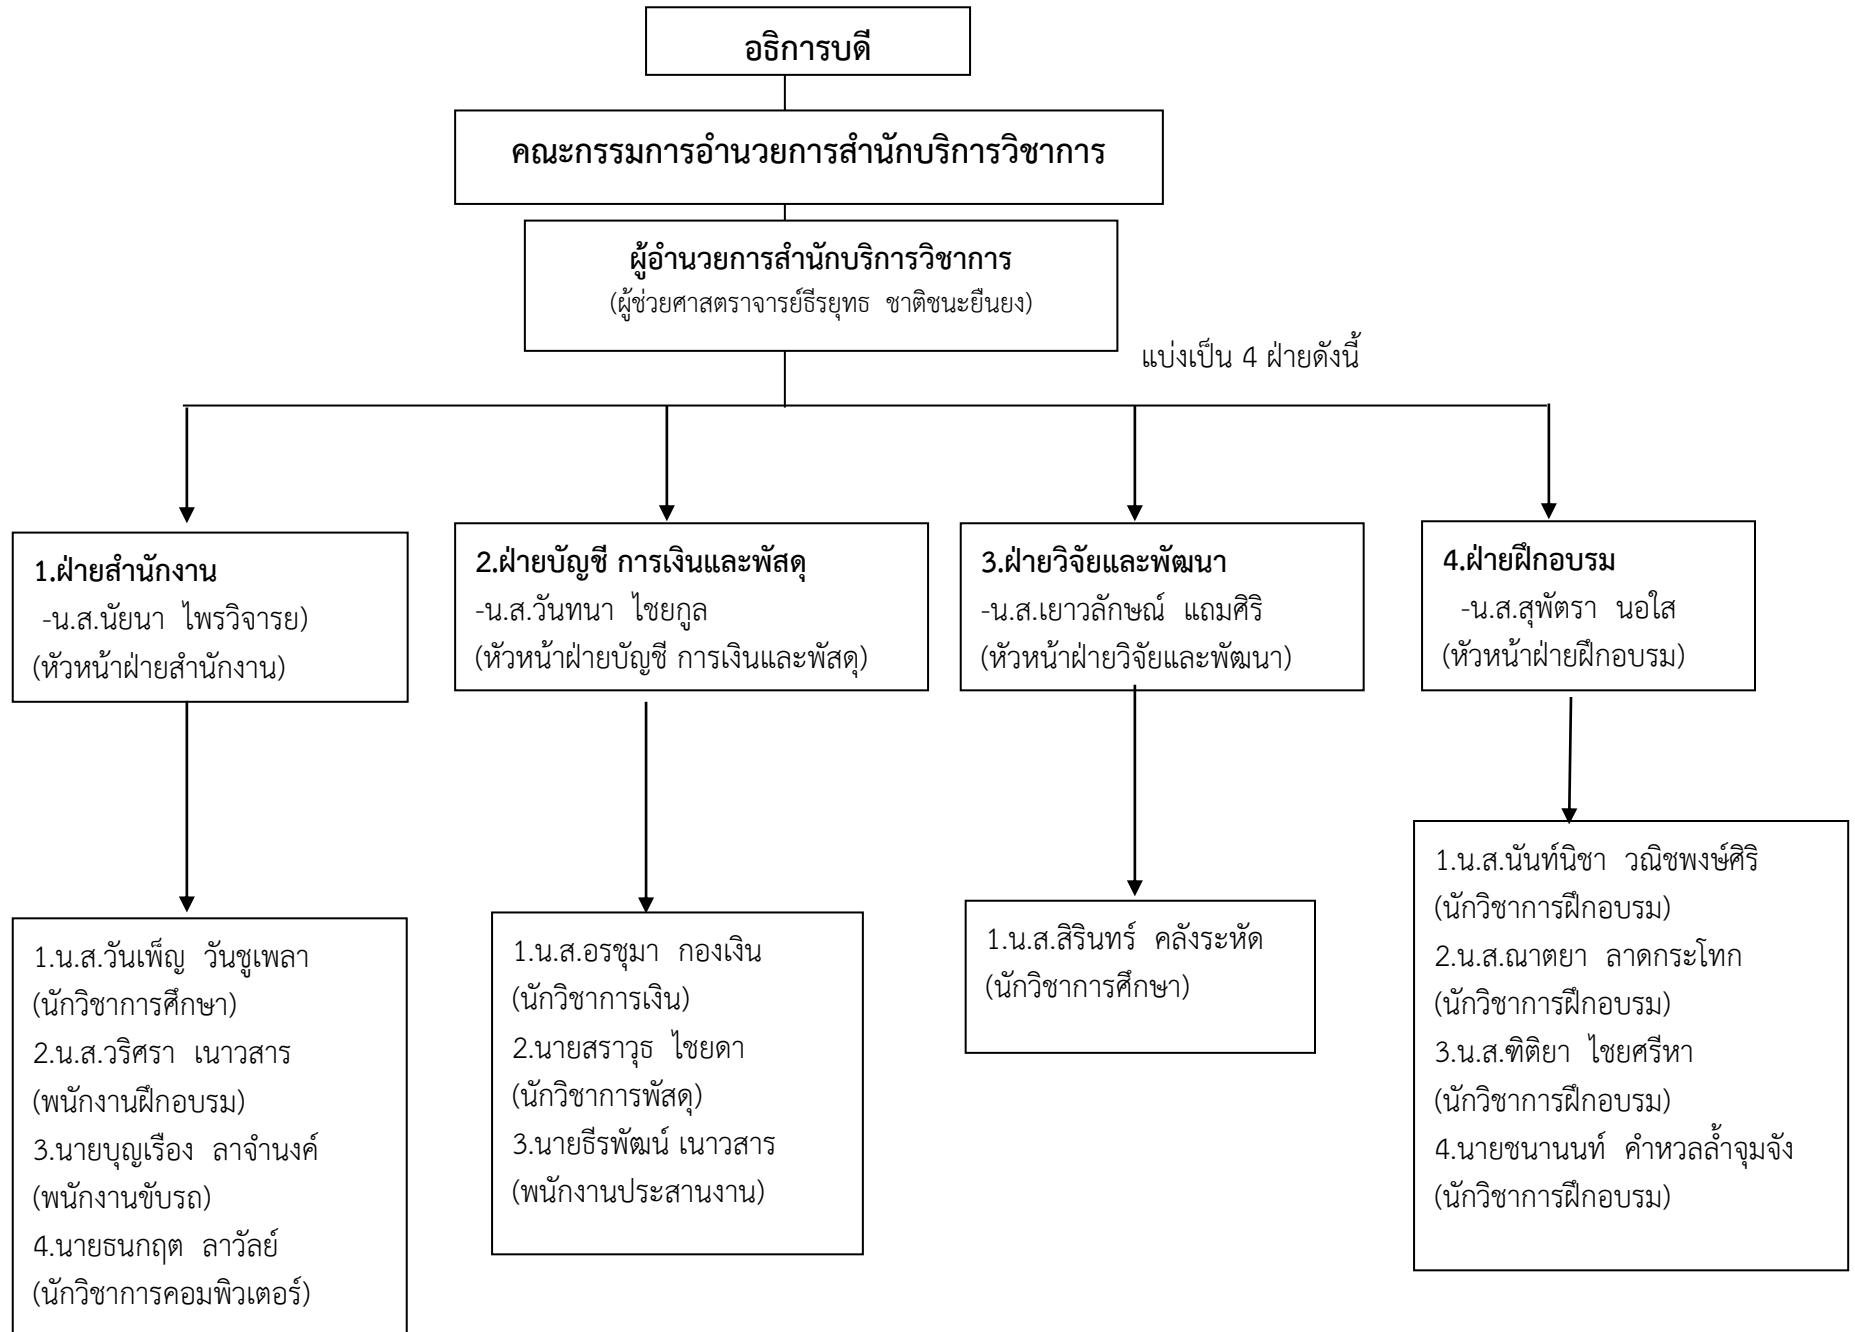 อธิการบดี
คณะกรรมการอำนวยการสำนักบริการวิชาการ
ผู้อำนวยการสำนักบริการวิชาการ
(ผู้ช่วยศาสตราจารย์ธีรยุทธ ชาติชนะยืนยง)
แบ่งเป็น 4 ฝ่ายดังนี้
1.ฝ่ายสำนักงาน
-น.ส.นัยนา ไพรวิจารย)
(หัวหน้าฝ่ายสำนักงาน)
2.ฝ่ายบัญชี การเงินและพัสดุ
-น.ส.วันทนา ไชยกูล
(หัวหน้าฝ่ายบัญชี การเงินและพัสดุ)
3.ฝ่ายวิจัยและพัฒนา
-น.ส.เยาวลักษณ์ แถมศิริ
(หัวหน้าฝ่ายวิจัยและพัฒนา)
4.ฝ่ายฝึกอบรม
-น.ส.สุพัตรา นอใส
(หัวหน้าฝ่ายฝึกอบรม)
1.น.ส.วันเพ็ญ วันชูเพลา
(นักวิชาการศึกษา)
2.น.ส.วริศรา เนาวสาร
(พนักงานฝึกอบรม)
3.นายบุญเรือง ลาจำนงค์
(พนักงานขับรถ)
4.นายธนกฤต ลาวัลย์
(นักวิชาการคอมพิวเตอร์)
1.น.ส.อรชุมา กองเงิน
(นักวิชาการเงิน)
2.นายสราวุธ ไชยดา
(นักวิชาการพัสดุ)
3.นายธีรพัฒน์ เนาวสาร
(พนักงานประสานงาน)
1.น.ส.สิรินทร์ คลังระหัด
(นักวิชาการศึกษา)
1.น.ส.นันท์นิชา วณิชพงษ์ศิริ
(นักวิชาการฝึกอบรม)
2.น.ส.ณาตยา ลาดกระโทก
(นักวิชาการฝึกอบรม)
3.น.ส.ฑิติยา ไชยศรีหา
(นักวิชาการฝึกอบรม)
4.นายชนานนท์ คำหวลล้ำจุมจัง
(นักวิชาการฝึกอบรม)